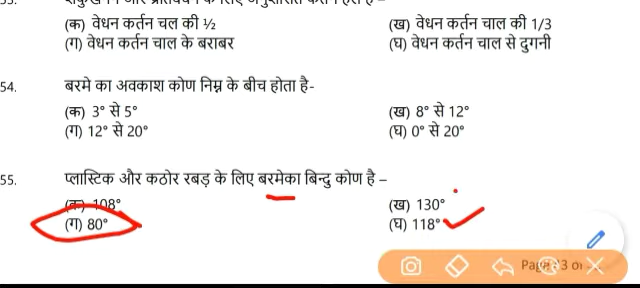 (क) वेधन कर्तन चल की ½ (ख) वेधन कर्तन चाल की 1/3
(ग) वेधन कर्तन चाल के बराबर (घ) वेधन कर्तन चाल से दुगनी
54. बरमे का अवकाश कोण निम्न के बीच होता है-
(क) 3° से 5° (ख) 8° से 12°
(ग) 12° से 20° (घ) 0° से 20°
55. प्लास्टिक और कठोर रबड़ के लिए बरमेका बिन्दु कोण है –
(क) 108° (ख) 130°
(ग) 80° (घ) 118°